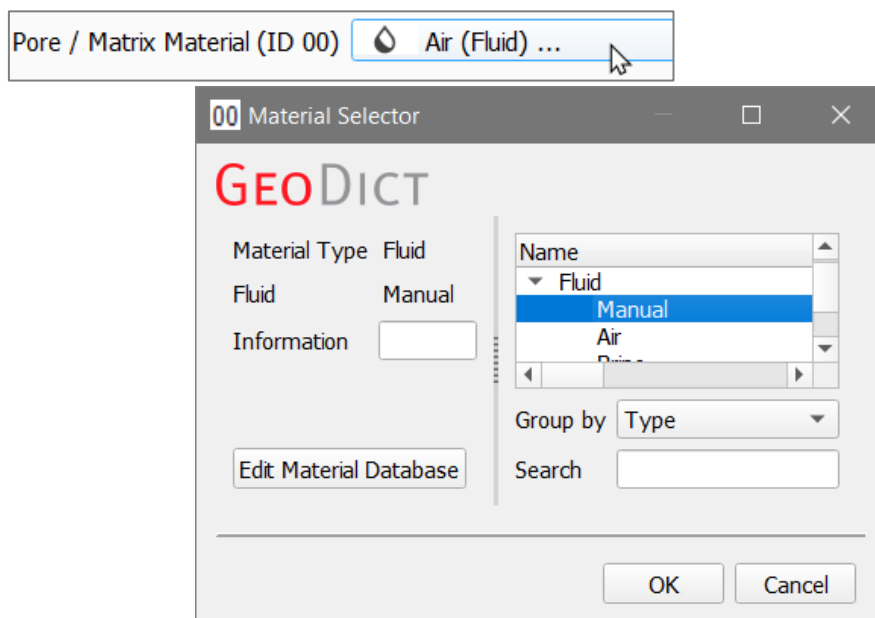 Pore / Matrix Material (ID 00) Air (Fluid) ...
00 Material Selector
GEODICT
Material Type Fluid
Fluid Manual
Information
Edit Material Database
Name
Fluid
Manual
Air
Group by Type
Search
OK Cancel